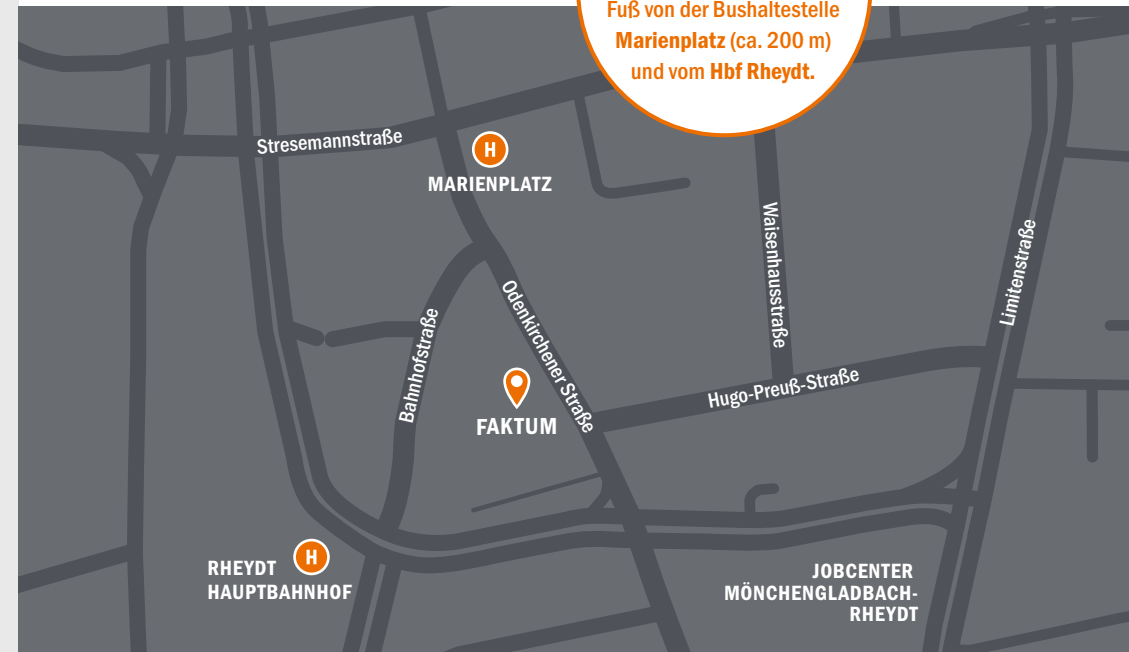 Fuß von der Bushaltestelle
Marienplatz (ca. 200 m)
und vom Hbf Rheydt.
Stresemannstraße
H
MARIENPLATZ
Waisenhausstraße
Limitenstraße
Odenkirchener Straße
Bahnhofstraße
Hugo-Preuß-Straße
FAKTUM
H
RHEYDT
HAUPTBAHNHOF
JOBCENTER
MÖNCHENGLADBACH-
RHEYDT